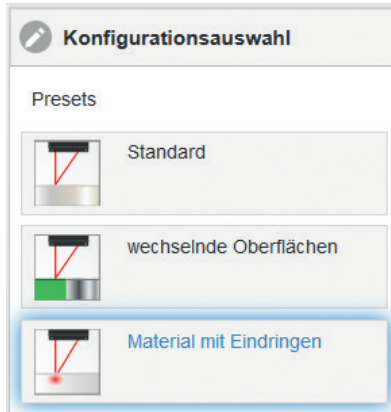 Konfigurationsauswahl
Presets
Standard
wechselnde Oberflächen
Material mit Eindringen